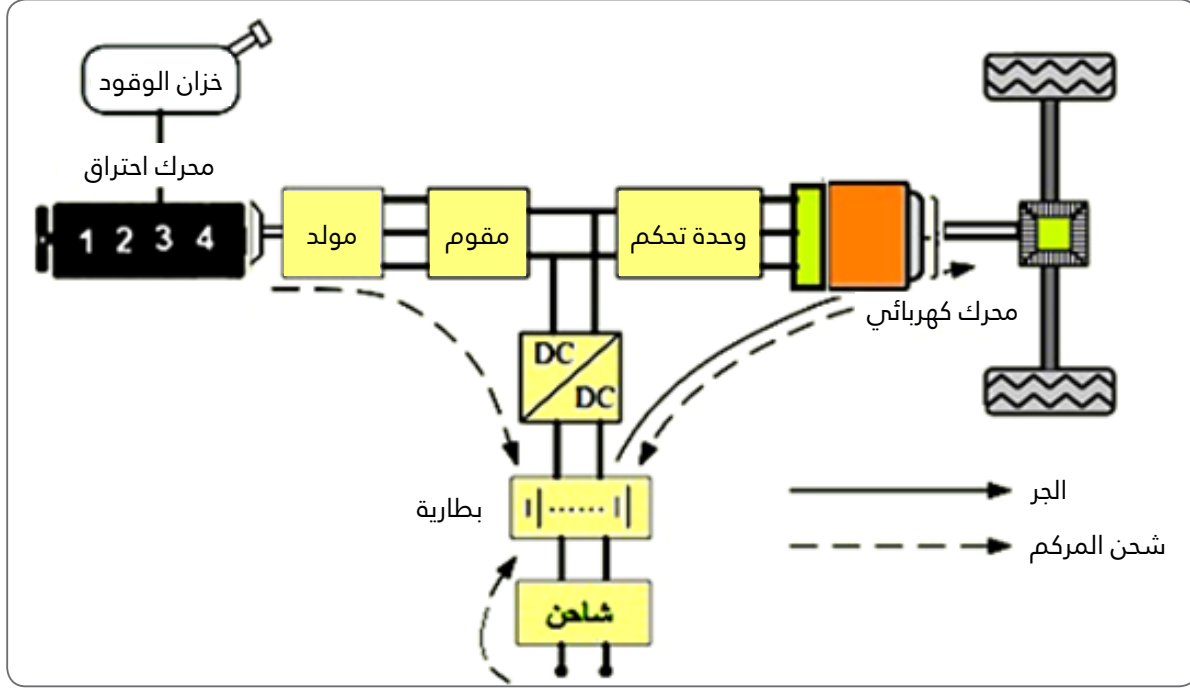 خزان الوقود
محرك احتراق
1 2 3 4
مولد
مقوم
وحدة تحكم
محرك كهربائي
DC
DC
بطارية
الجر
شحن المركم
شاحن